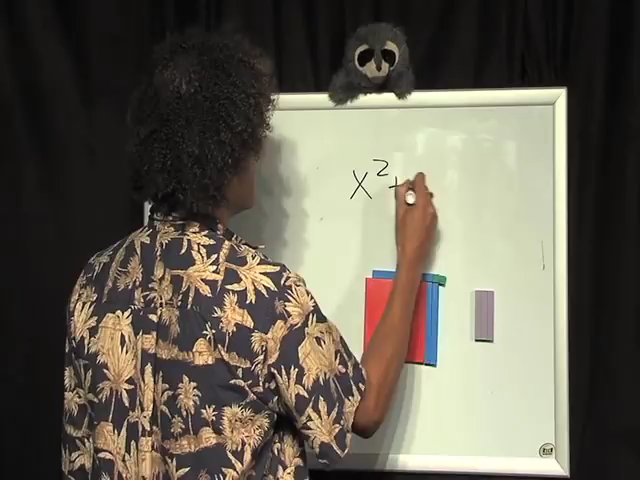 x² +